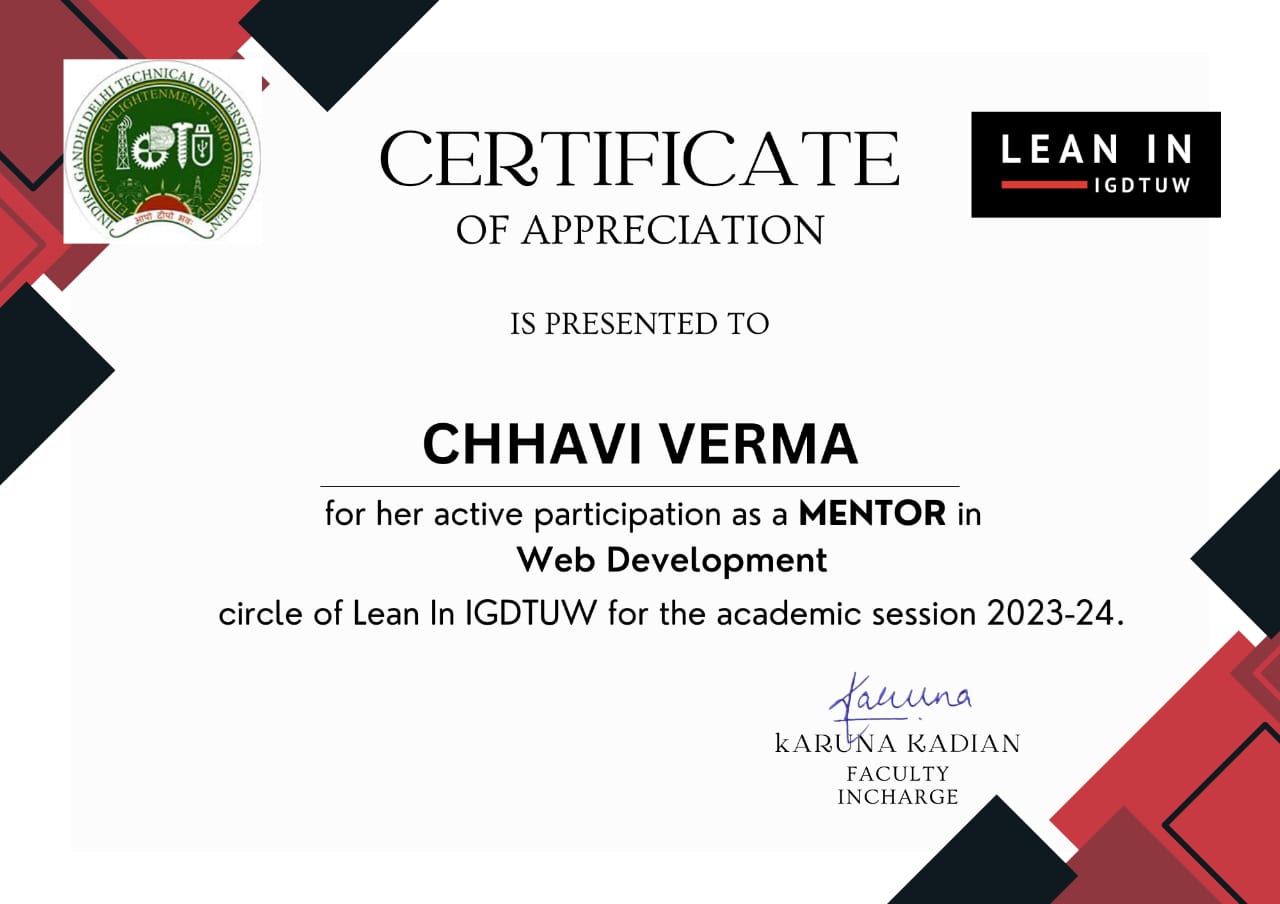 INDIRA GANDHI DELHI TECHNICAL UNIVERSITY FOR WOMEN
EDUCATION - ENLIGHTENMENT - EMPOWERMENT
आपो दीपो भवः
CERTIFICATE
OF APPRECIATION
LEAN IN
IGDTUW
IS PRESENTED TO
CHHAVI VERMA
for her active participation as a MENTOR in
Web Development
circle of Lean In IGDTUW for the academic session 2023-24.
Karuna
kARUNA KADIAN
FACULTY
INCHARGE